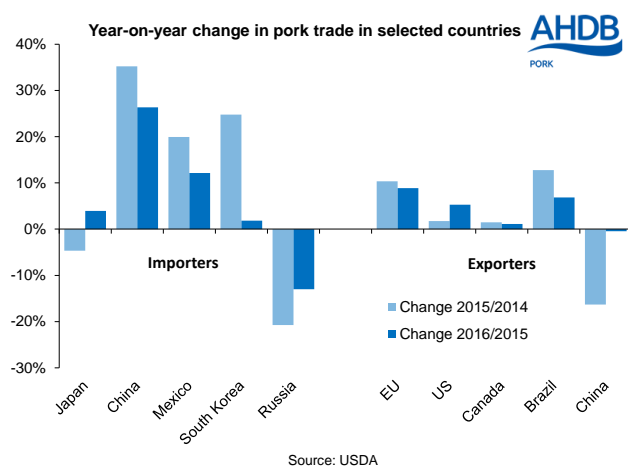 Year-on-year change in pork trade in selected countries
AHDB
PORK
40%
30%
20%
10%
0%
-10%
-20%
-30%
Importers
Exporters
Change 2015/2014
Change 2016/2015
Japan
China
Mexico
South Korea
Russia
EU
US
Canada
Brazil
China
Source: USDA